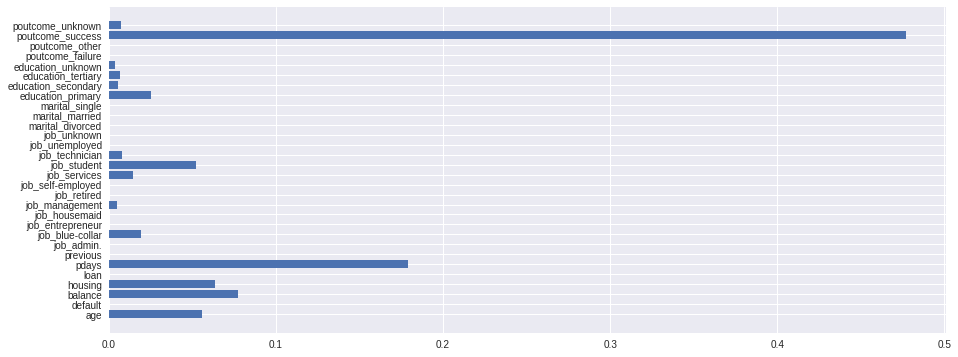 poutcome_unknown
poutcome_success
poutcome_other
poutcome_failure
education_unknown
education_tertiary
education_secondary
education_primary
marital_single
marital_married
marital_divorced
job_unknown
job_unemployed
job_technician
job_student
job_services
job_self-employed
job_retired
job_management
job_housemaid
job_entrepreneur
job_blue-collar
job_admin.
previous
pdays
loan
housing
balance
default
age
0.0 0.1 0.2 0.3 0.4 0.5